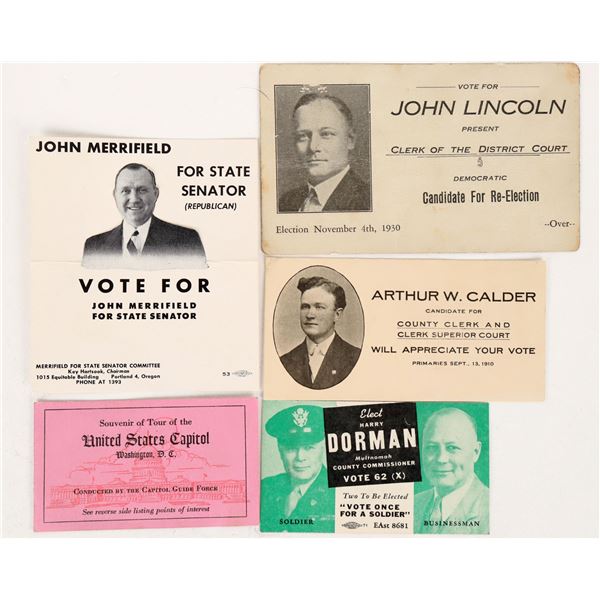 JOHN MERRIFIELD
FOR STATE
SENATOR
(REPUBLICAN)
VOTE FOR
JOHN MERRIFIELD
FOR STATE SENATOR
MERRIFIELD FOR STATE SENATOR COMMITTEE
Kay Hartsook, Chairman
1015 Equitable Building Portland 4, Oregon
PHONE AT 1393
53
VOTE FOR
JOHN LINCOLN
PRESENT
CLERK OF THE DISTRICT COURT
DEMOCRATIC
Candidate For Re-Election
Election November 4th, 1930
--Over--
ARTHUR W. CALDER
CANDIDATE FOR
COUNTY CLERK AND
CLERK SUPERIOR COURT
WILL APPRECIATE YOUR VOTE
PRIMARIES SEPT., 13, 1910
Souvenir of Tour of the
United States Capitol
Washington, D. C.
CONDUCTED BY THE CAPITOL GUIDE FORCE
See reverse side listing points of interest
Elect
HARRY
DORMAN
Multnomah
COUNTY COMMISSIONER
VOTE 62 (X)
Two To Be Elected
"VOTE ONCE
FOR A SOLDIER"
EAst 8681
SOLDIER
BUSINESSMAN